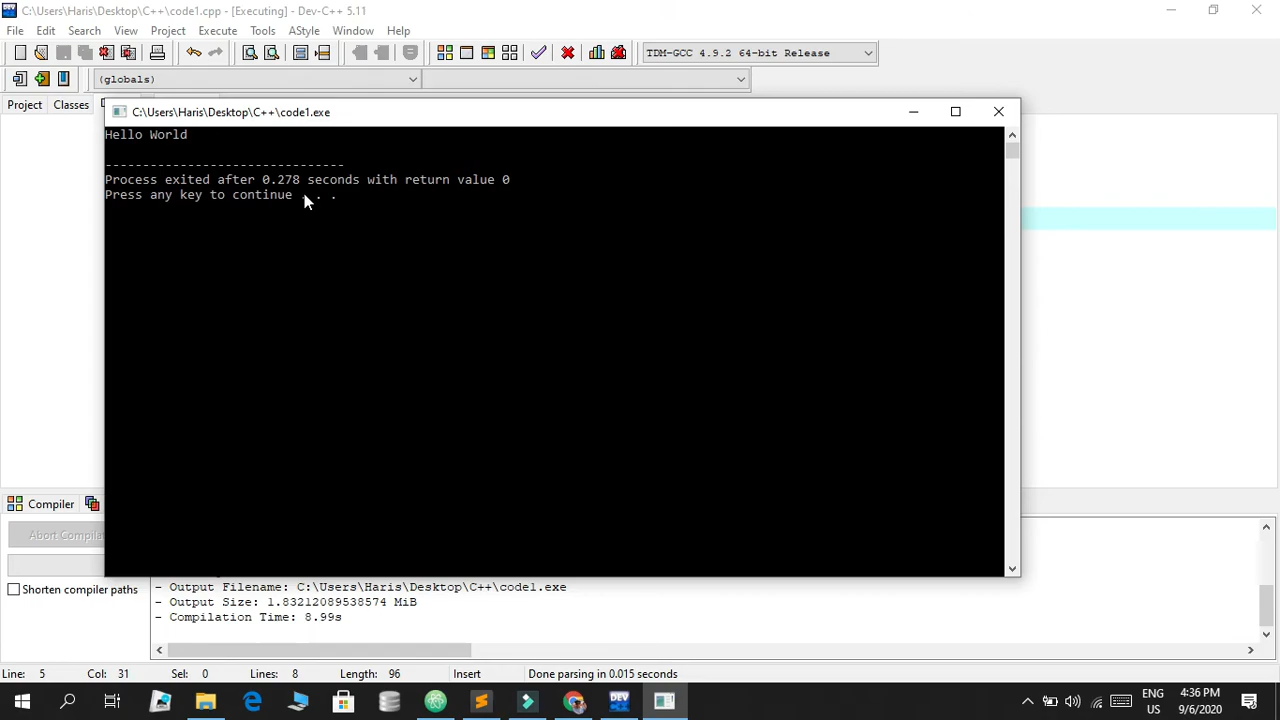 C:\Users\Haris\Desktop\C++\code1.cpp - [Executing] - Dev-C++ 5.11
File Edit Search View Project Execute Tools AStyle Window Help
TDM-GCC 4.9.2 64-bit Release
(globals)
Project Classes
C:\Users\Haris\Desktop\C++\code1.exe
Hello World
--------------------------------
Process exited after 0.278 seconds with return value 0
Press any key to continue . . .
Compiler
Abort Compila
Shorten compiler paths
- Output Filename: C:\Users\Haris\Desktop\C++\code1.exe
- Output Size: 1.83212089538574 MiB
- Compilation Time: 8.99s
Line: 5 Col: 31 Sel: 0 Lines: 8 Length: 96 Insert Done parsing in 0.015 seconds
ENG 4:36 PM
US 9/6/2020